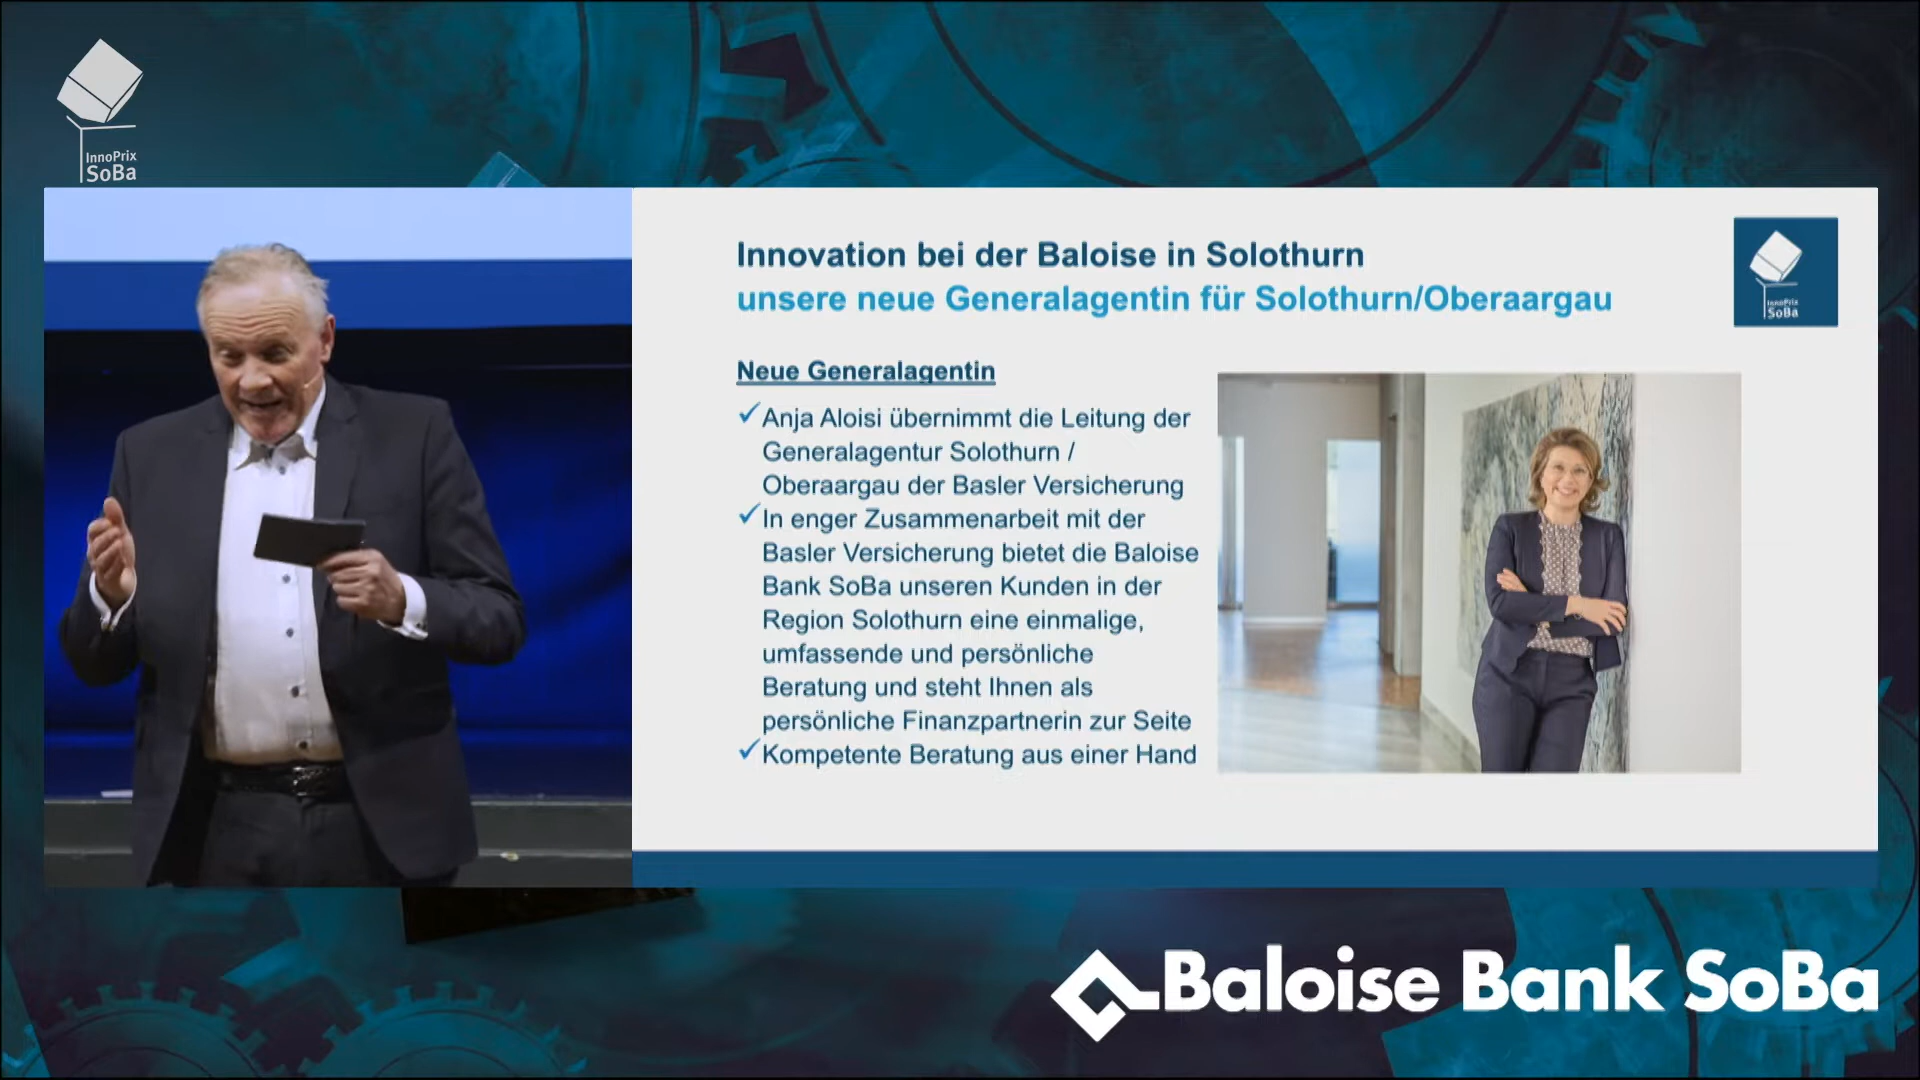 InnoPrix
SoBa
Innovation bei der Baloise in Solothurn
unsere neue Generalagentin für Solothurn/Oberaargau
InnoPrix
SoBa
Neue Generalagentin
✓Anja Aloisi übernimmt die Leitung der
Generalagentur Solothurn /
Oberaargau der Basler Versicherung
✓In enger Zusammenarbeit mit der
Basler Versicherung bietet die Baloise
Bank SoBa unseren Kunden in der
Region Solothurn eine einmalige,
umfassende und persönliche
Beratung und steht Ihnen als
persönliche Finanzpartnerin zur Seite
✓Kompetente Beratung aus einer Hand
Baloise Bank SoBa